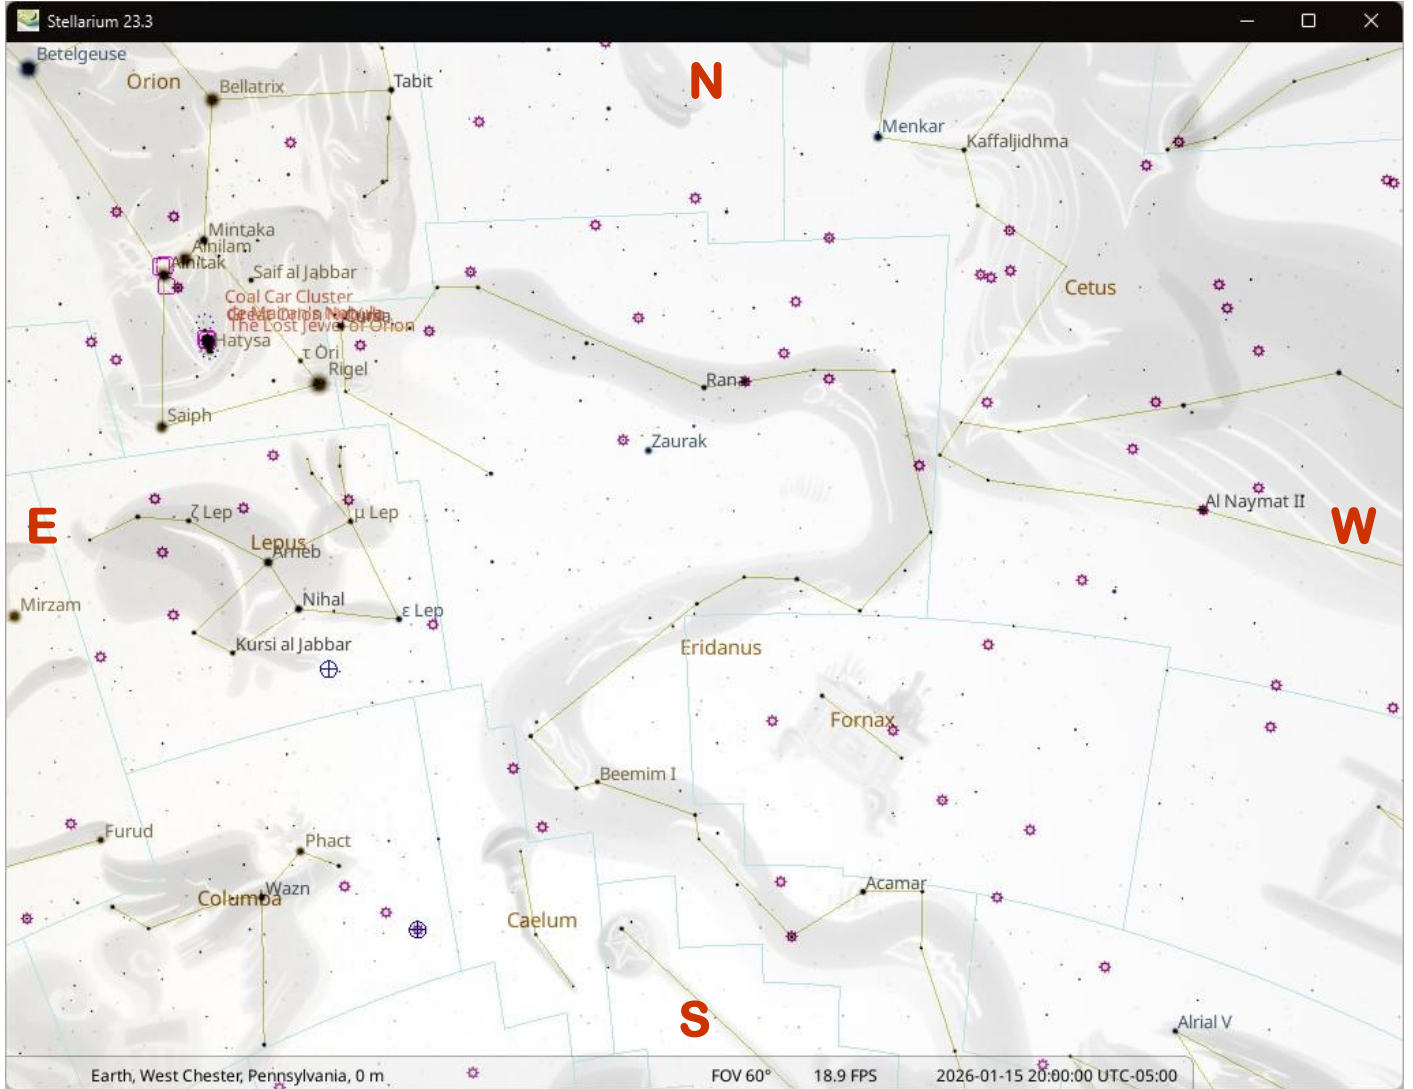 Stellarium 23.3
Betelgeuse
Orion
Bellatrix
Tabit
N
Menkar
Kaffaljidhma
Mintaka
Alnilam
Alnitak
Saif al Jabbar
Cetus
Coal Car Cluster
The Lost Jewel of Orion
Hatysa
τ Ori
Rigel
Rana
Saiph
Zaurak
E
ζ Lep
μ Lep
Al Naymat II
W
Lepus
Arneb
Nihal
ε Lep
Mirzam
Kursi al Jabbar
Eridanus
Fornax
Beemim I
Furud
Phact
Wazn
Columba
Acamar
Caelum
S
Alrial V
Earth, West Chester, Pennsylvania, 0 m
FOV 60°
18.9 FPS
2026-01-15 20:00:00 UTC-05:00